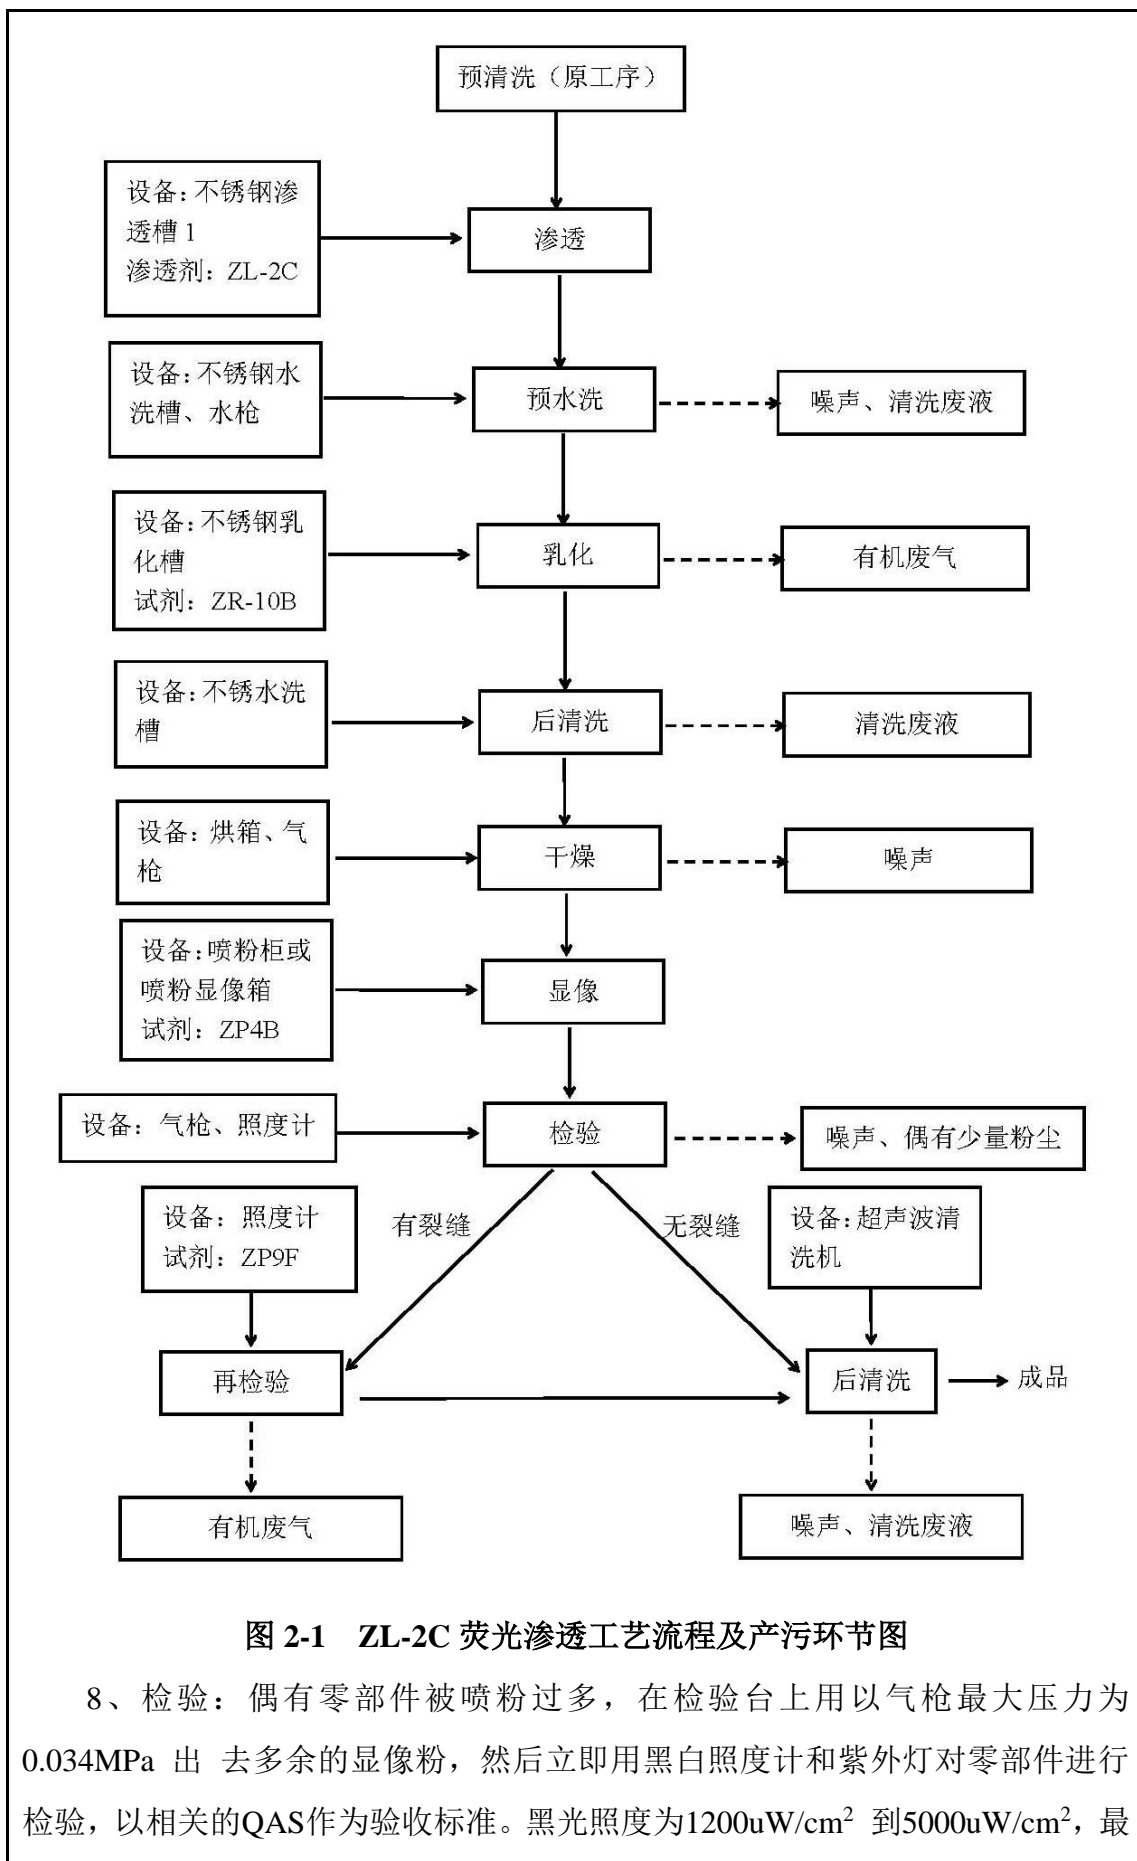 预清洗（原工序）
设备：不锈钢渗
透槽 1
渗透剂：ZL-2C
渗透
设备：不锈钢水
洗槽、水枪
预水洗
噪声、清洗废液
设备：不锈钢乳
化槽
试剂：ZR-10B
乳化
有机废气
设备：不锈水洗
槽
后清洗
清洗废液
设备：烘箱、气
枪
干燥
噪声
设备：喷粉柜或
喷粉显像箱
试剂：ZP4B
显像
设备：气枪、照度计
检验
噪声、偶有少量粉尘
设备：照度计
试剂：ZP9F
有裂缝
无裂缝
设备：超声波清
洗机
再检验
后清洗
成品
有机废气
噪声、清洗废液
图 2-1 ZL-2C 荧光渗透工艺流程及产污环节图
8、检验：偶有零部件被喷粉过多，在检验台上用以气枪最大压力为
0.034MPa 出 去多余的显像粉，然后立即用黑白照度计和紫外灯对零部件进行
检验，以相关的QAS作为验收标准。黑光照度为1200uW/cm² 到5000uW/cm²，最